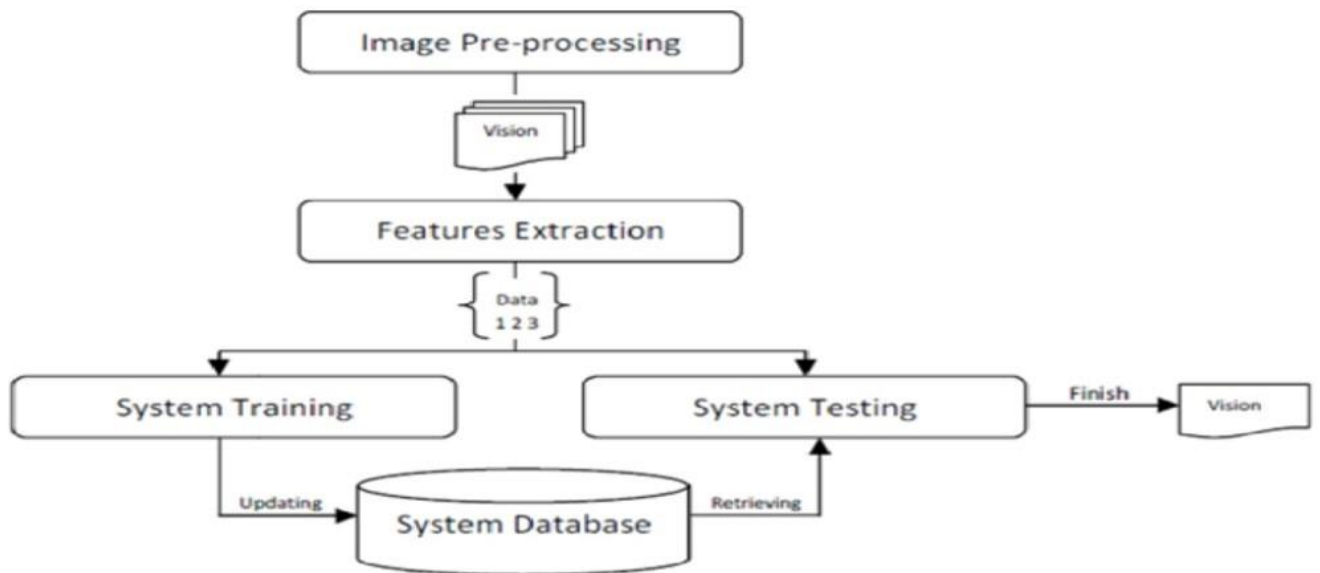 Image Pre-processing
Vision
Features Extraction
Data
1 2 3
System Training
System Testing
Finish
Vision
Updating
System Database
Retrieving